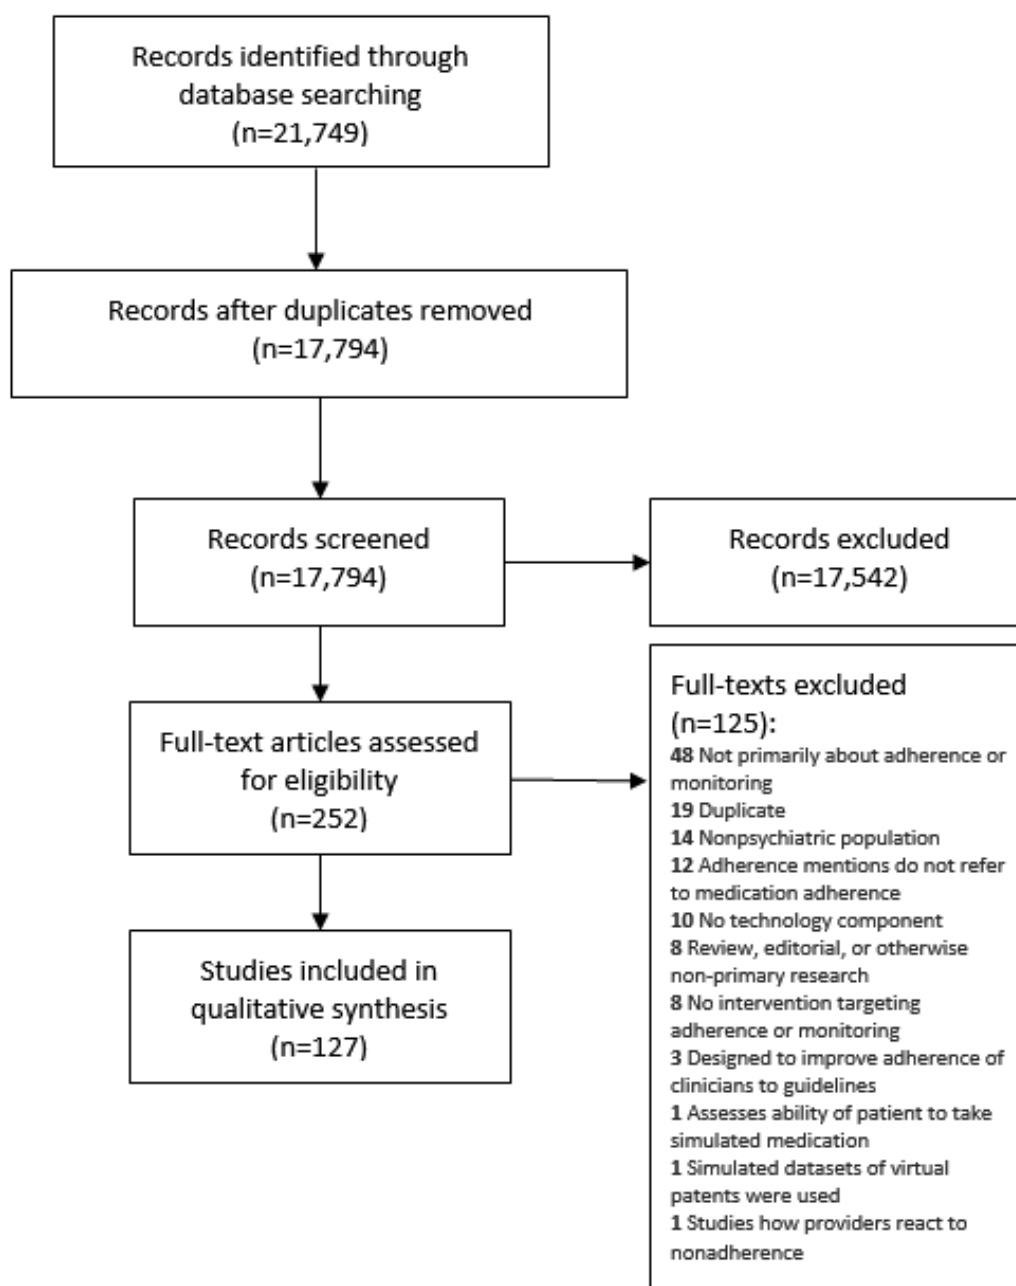 Records identified through
database searching
(n=21,749)
Records after duplicates removed
(n=17,794)
Records screened
(n=17,794)
Records excluded
(n=17,542)
Full-text articles assessed
for eligibility
(n=252)
Full-texts excluded
(n=125):
48 Not primarily about adherence or
monitoring
19 Duplicate
14 Nonpsychiatric population
12 Adherence mentions do not refer
to medication adherence
10 No technology component
8 Review, editorial, or otherwise
non-primary research
8 No intervention targeting
adherence or monitoring
3 Designed to improve adherence of
clinicians to guidelines
1 Assesses ability of patient to take
simulated medication
1 Simulated datasets of virtual
patents were used
1 Studies how providers react to
nonadherence
Studies included in
qualitative synthesis
(n=127)